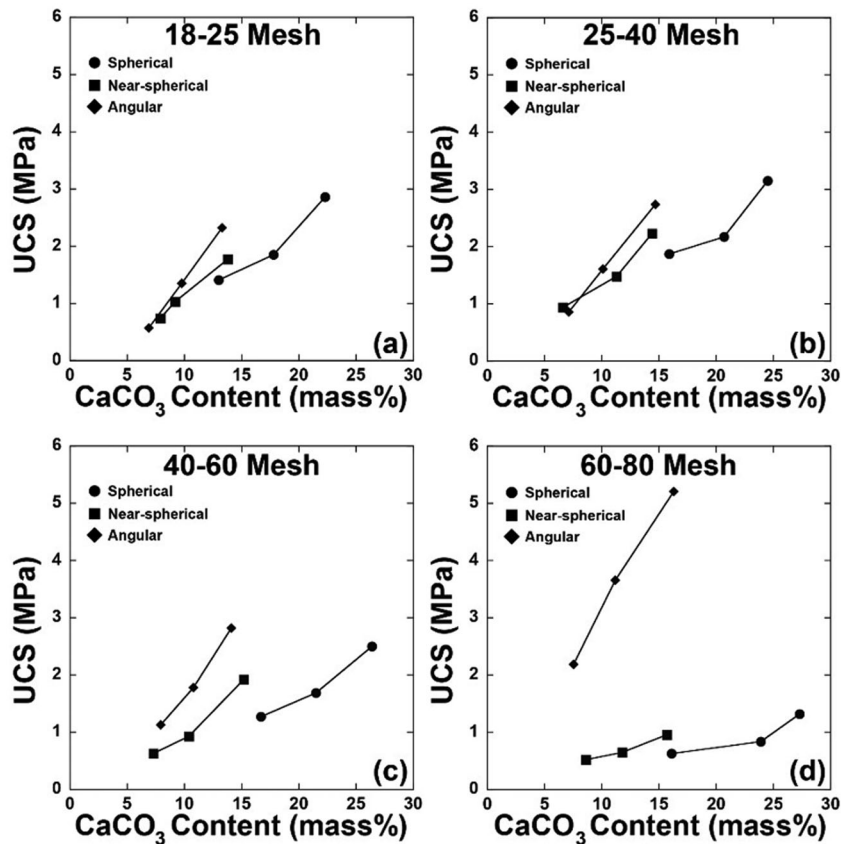 18-25 Mesh
Spherical
Near-spherical
Angular
UCS (MPa)
6
5
4
3
2
1
0
0 5 10 15 20 25 30
CaCO3 Content (mass%)
(a)
25-40 Mesh
Spherical
Near-spherical
Angular
UCS (MPa)
6
5
4
3
2
1
0
0 5 10 15 20 25 30
CaCO3 Content (mass%)
(b)
40-60 Mesh
Spherical
Near-spherical
Angular
UCS (MPa)
6
5
4
3
2
1
0
0 5 10 15 20 25 30
CaCO3 Content (mass%)
(c)
60-80 Mesh
Spherical
Near-spherical
Angular
UCS (MPa)
6
5
4
3
2
1
0
0 5 10 15 20 25 30
CaCO3 Content (mass%)
(d)